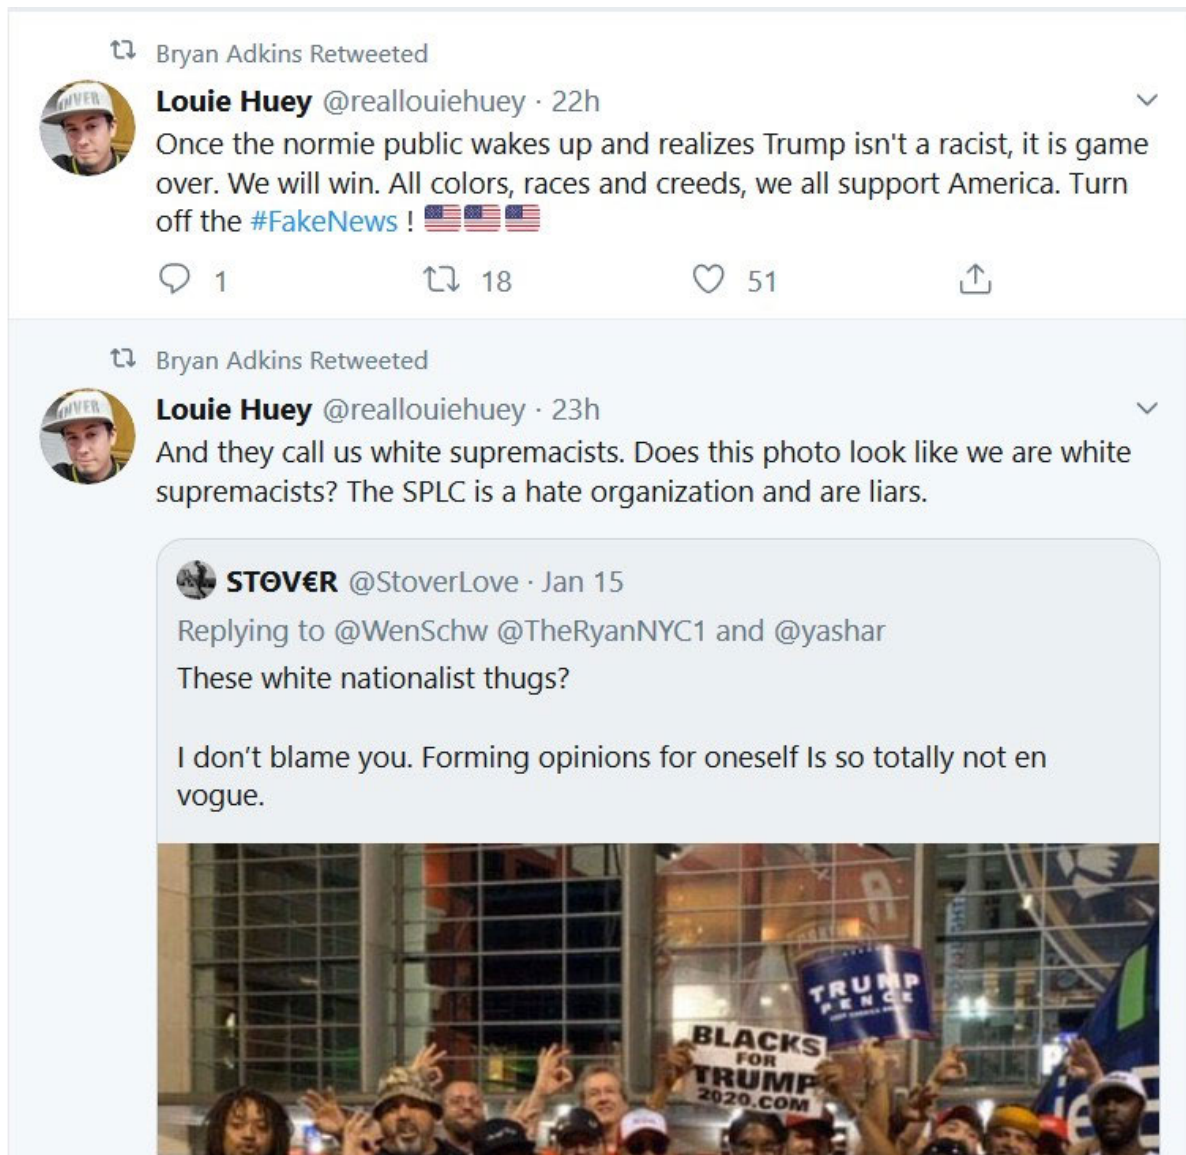 Bryan Adkins Retweeted
Louie Huey @reallouiehuey · 22h
Once the normie public wakes up and realizes Trump isn't a racist, it is game
over. We will win. All colors, races and creeds, we all support America. Turn
off the #FakeNews ! 🇺🇸🇺🇸🇺🇸
1 18 51
Bryan Adkins Retweeted
Louie Huey @reallouiehuey · 23h
And they call us white supremacists. Does this photo look like we are white
supremacists? The SPLC is a hate organization and are liars.
STΘV€R @StoverLove · Jan 15
Replying to @WenSchw @TheRyanNYC1 and @yashar
These white nationalist thugs?
I don't blame you. Forming opinions for oneself Is so totally not en
vogue.
TRUMP
PENCE
BLACKS
FOR
TRUMP
2020.COM